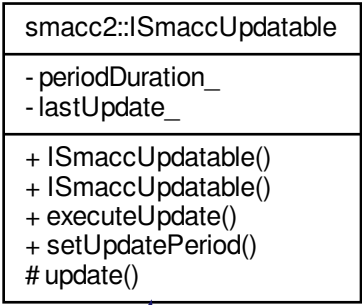 smacc2::ISmaccUpdatable
- periodDuration_
- lastUpdate_
+ ISmaccUpdatable()
+ ISmaccUpdatable()
+ executeUpdate()
+ setUpdatePeriod()
# update()